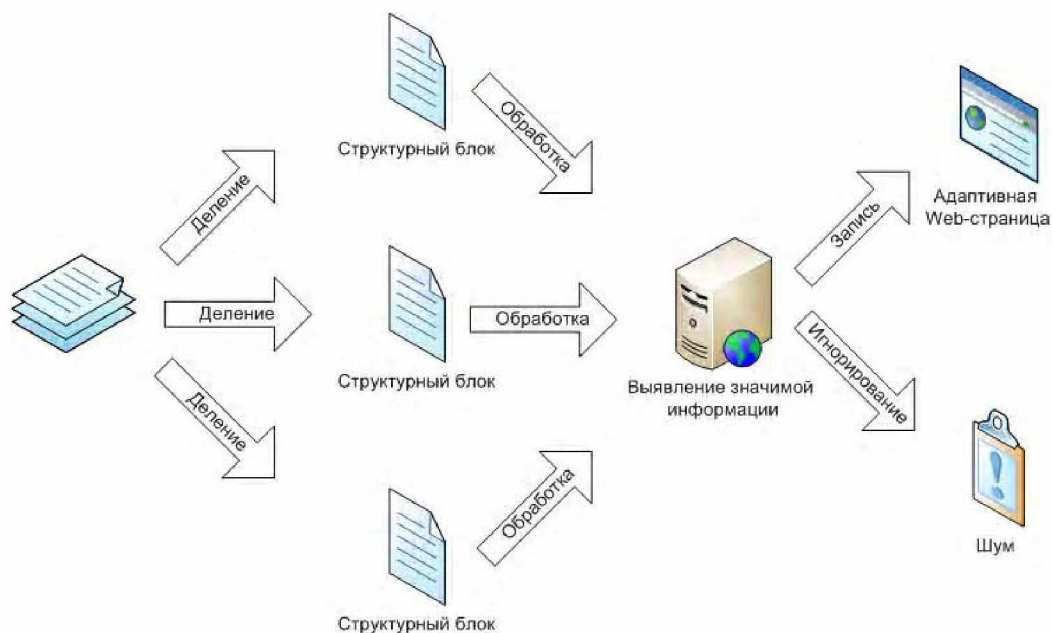 Обработка
Структурный блок
Деление
Запись
Адаптивная
Web-страница
Деление
Обработка
Структурный блок
Выявление значимой
информации
Игнорирование
Деление
Обработка
Шум
Структурный блок